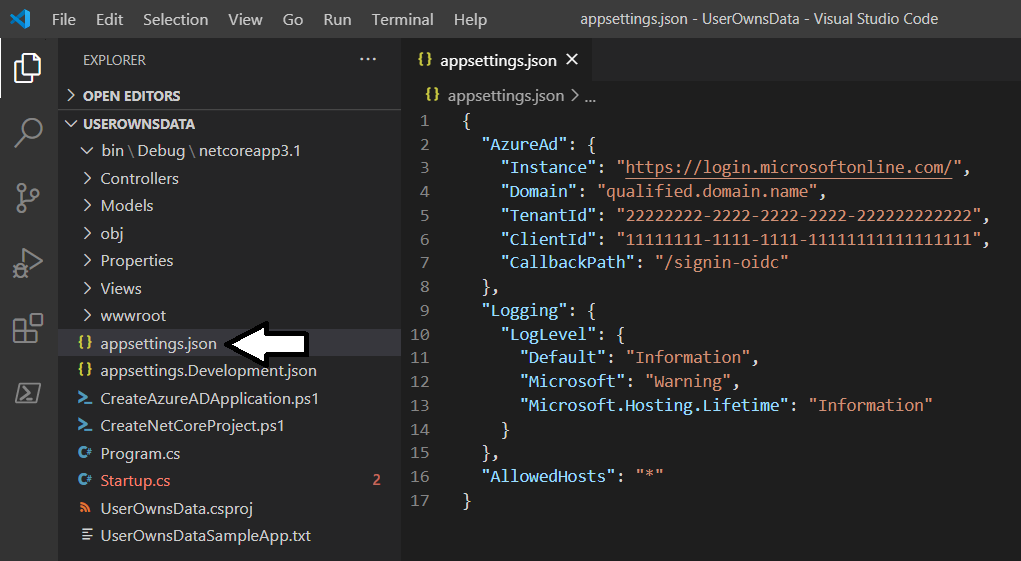 File Edit Selection View Go Run Terminal Help appsettings.json - UserOwnsData - Visual Studio Code
EXPLORER ...
OPEN EDITORS
USEROWNSDATA
bin \ Debug \ netcoreapp3.1
Controllers
Models
obj
Properties
Views
wwwroot
{} appsettings.json
{} appsettings.Development.json
CreateAzureADApplication.ps1
CreateNetCoreProject.ps1
C# Program.cs
C# Startup.cs 2
UserOwnsData.csproj
UserOwnsDataSampleApp.txt
{} appsettings.json ×
{} appsettings.json > ...
1 {
2 "AzureAd": {
3 "Instance": "https://login.microsoftonline.com/",
4 "Domain": "qualified.domain.name",
5 "TenantId": "22222222-2222-2222-2222-222222222222",
6 "ClientId": "11111111-1111-1111-11111111111111111",
7 "CallbackPath": "/signin-oidc"
8 },
9 "Logging": {
10 "LogLevel": {
11 "Default": "Information",
12 "Microsoft": "Warning",
13 "Microsoft.Hosting.Lifetime": "Information"
14 }
15 },
16 "AllowedHosts": "*"
17 }